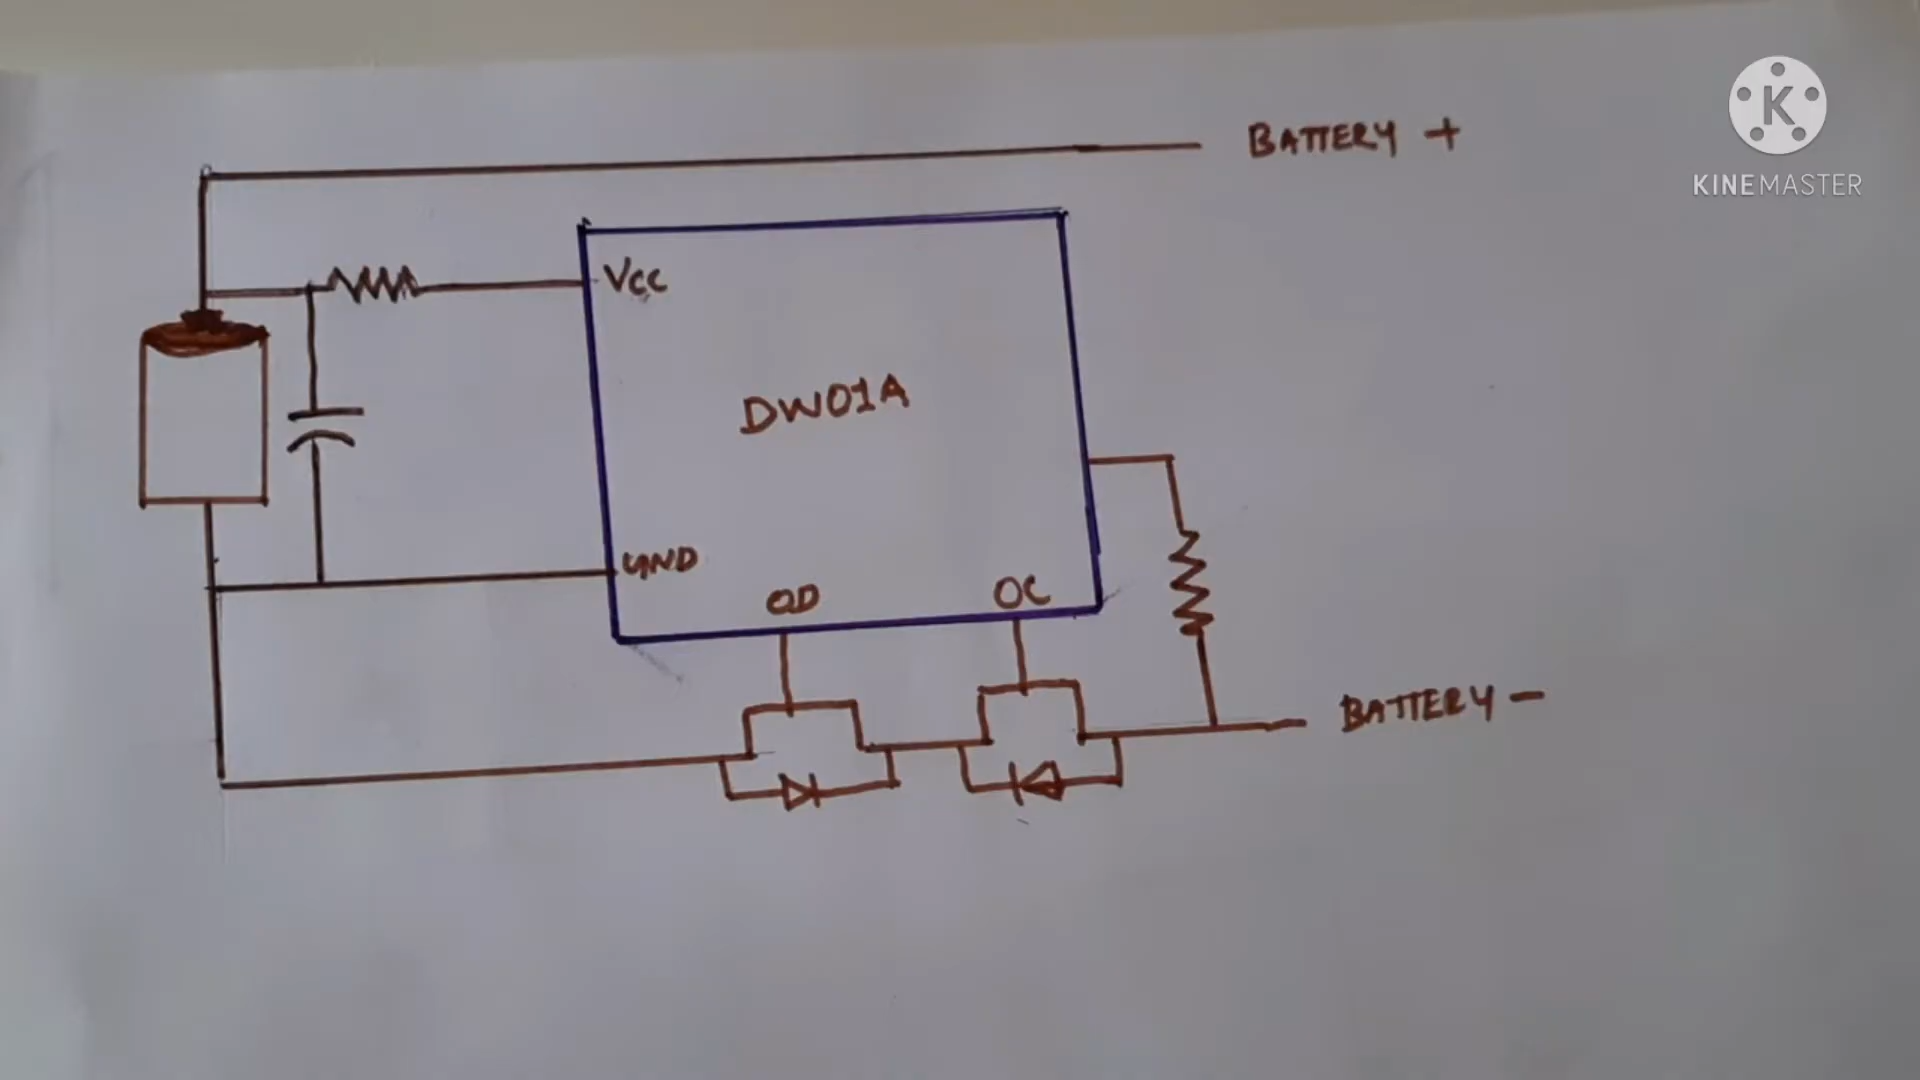 BATTERY +
K
KINEMASTER
VCC
DW01A
GND
OD
OC
BATTERY -